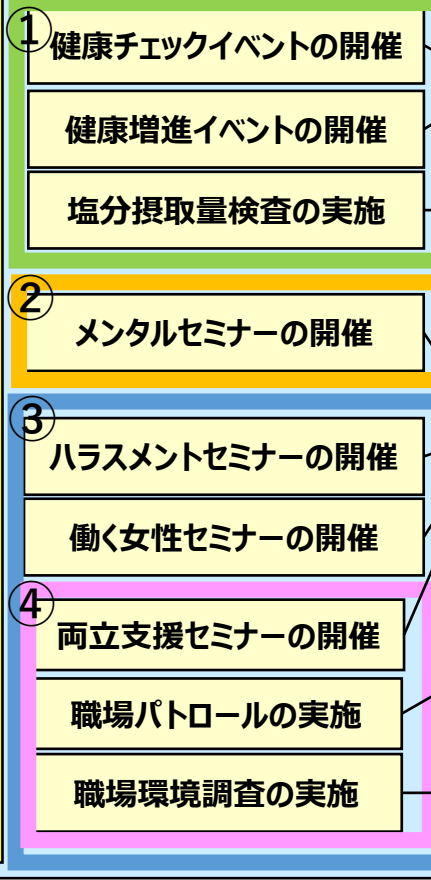 ①
健康チェックイベントの開催
健康増進イベントの開催
塩分摂取量検査の実施
②
メンタルセミナーの開催
③
ハラスメントセミナーの開催
働く女性セミナーの開催
④
両立支援セミナーの開催
職場パトロールの実施
職場環境調査の実施